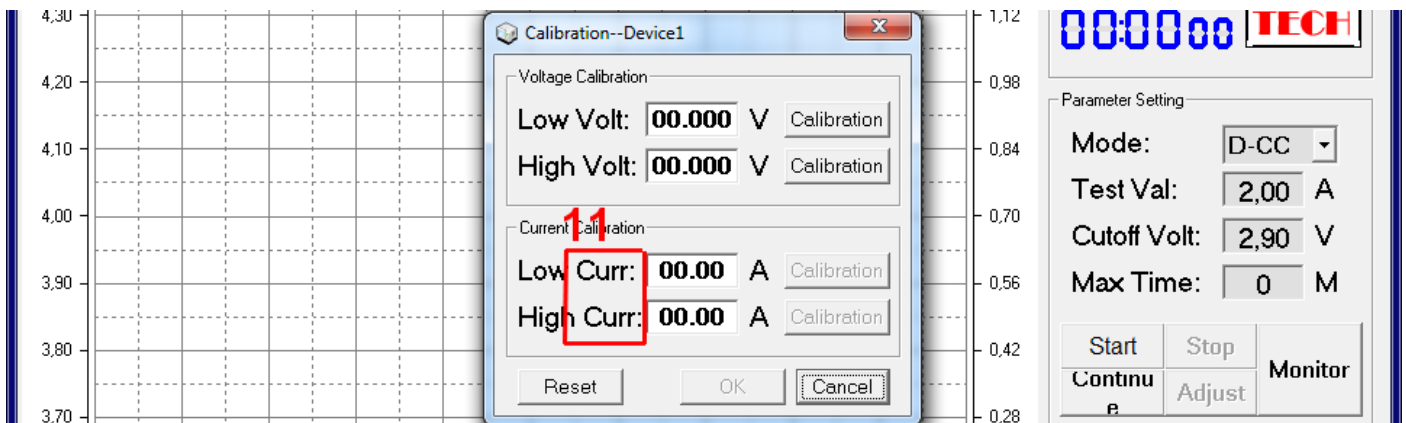 4,30
4,20
4,10
4,00
3,90
3,80
3,70
Calibration--Device1
Voltage Calibration
Low Volt: 00.000 V Calibration
High Volt: 00.000 V Calibration
11
Current Calibration
Low Curr: 00.00 A Calibration
High Curr: 00.00 A Calibration
Reset OK Cancel
1,12
0,98
0,84
0,70
0,56
0,42
0,28
00:00 00 TECH
Parameter Setting
Mode: D-CC
Test Val: 2,00 A
Cutoff Volt: 2,90 V
Max Time: 0 M
Start Stop Monitor
Continu
e Adjust